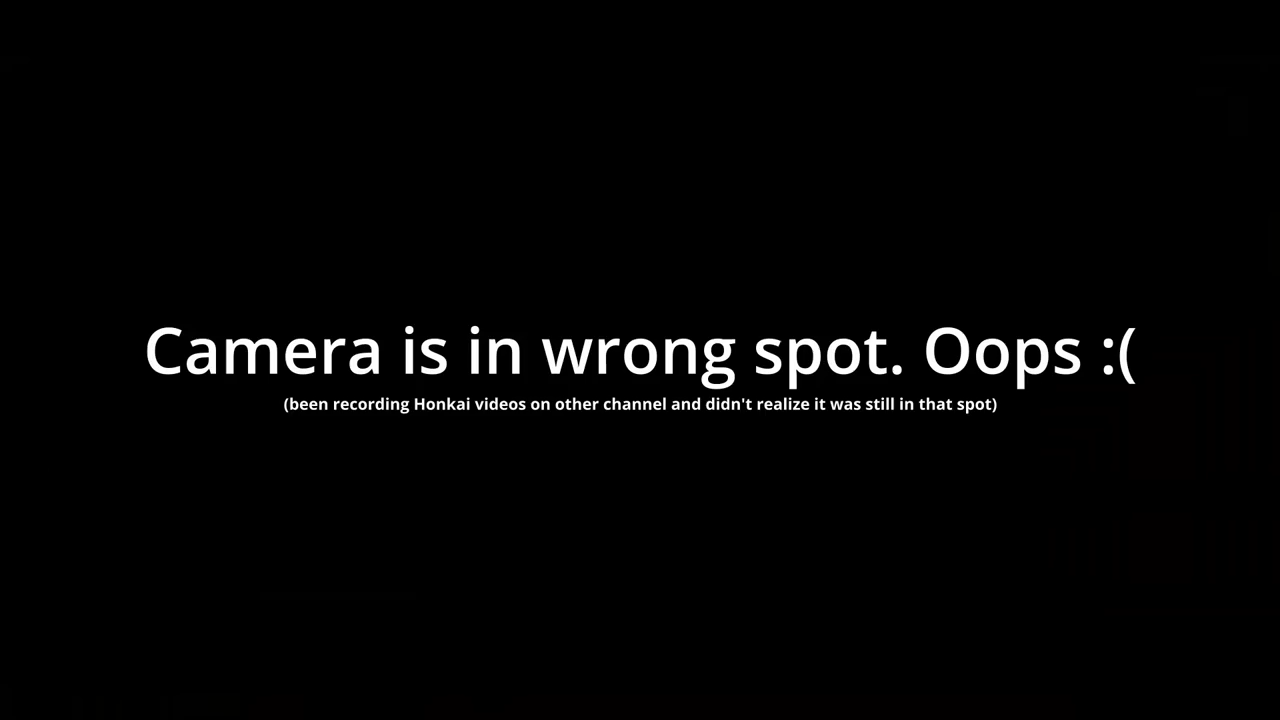 Camera is in wrong spot. Oops :(
(been recording Honkai videos on other channel and didn't realize it was still in that spot)